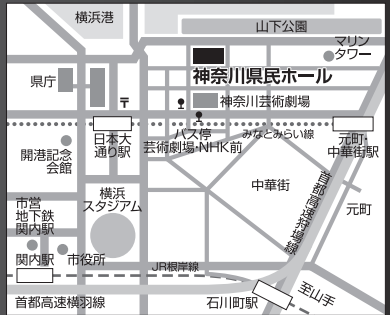 横浜港
山下公園
マリン
タワー
神奈川県民ホール
県庁
〒
神奈川芸術劇場
日本大
通り駅
バス停
芸術劇場・NHK前
みなとみらい線
元町・
中華街駅
開港記念
会館
中華街
首都高速狩場線
横浜
スタジアム
元町
市営
地下鉄
関内駅
関内駅
市役所
JR根岸線
首都高速横羽線
石川町駅
至山手